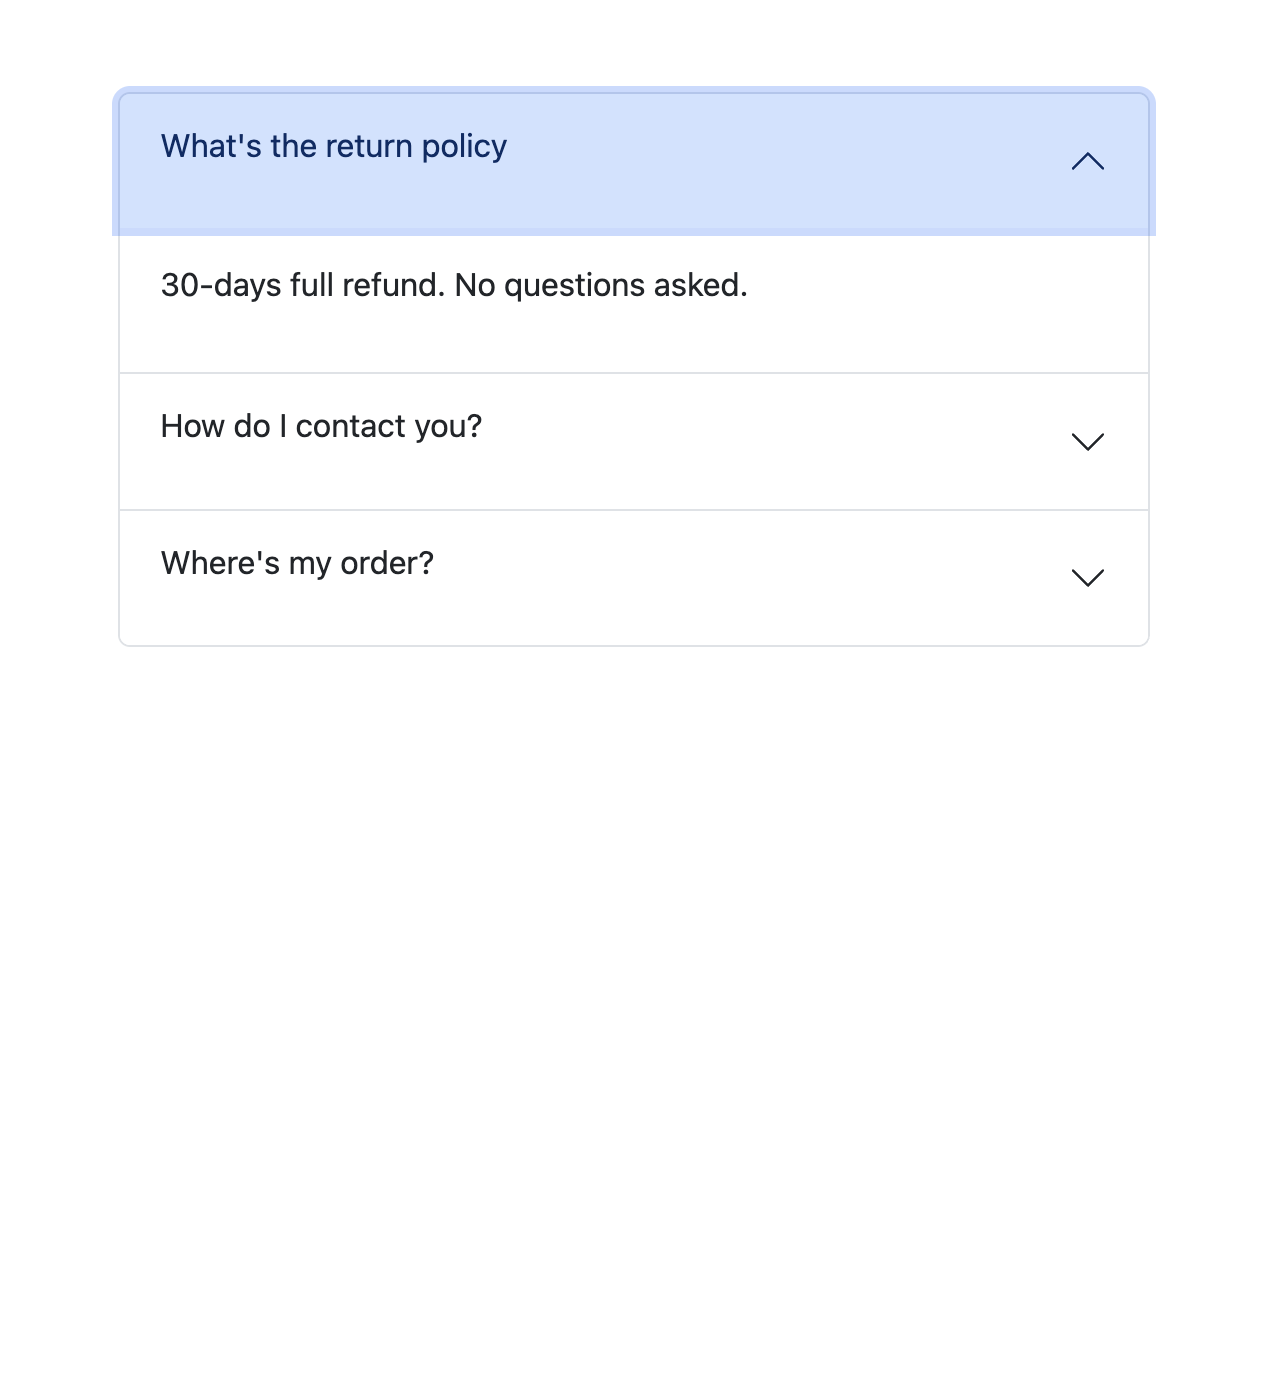 What's the return policy
30-days full refund. No questions asked.
How do I contact you?
Where's my order?